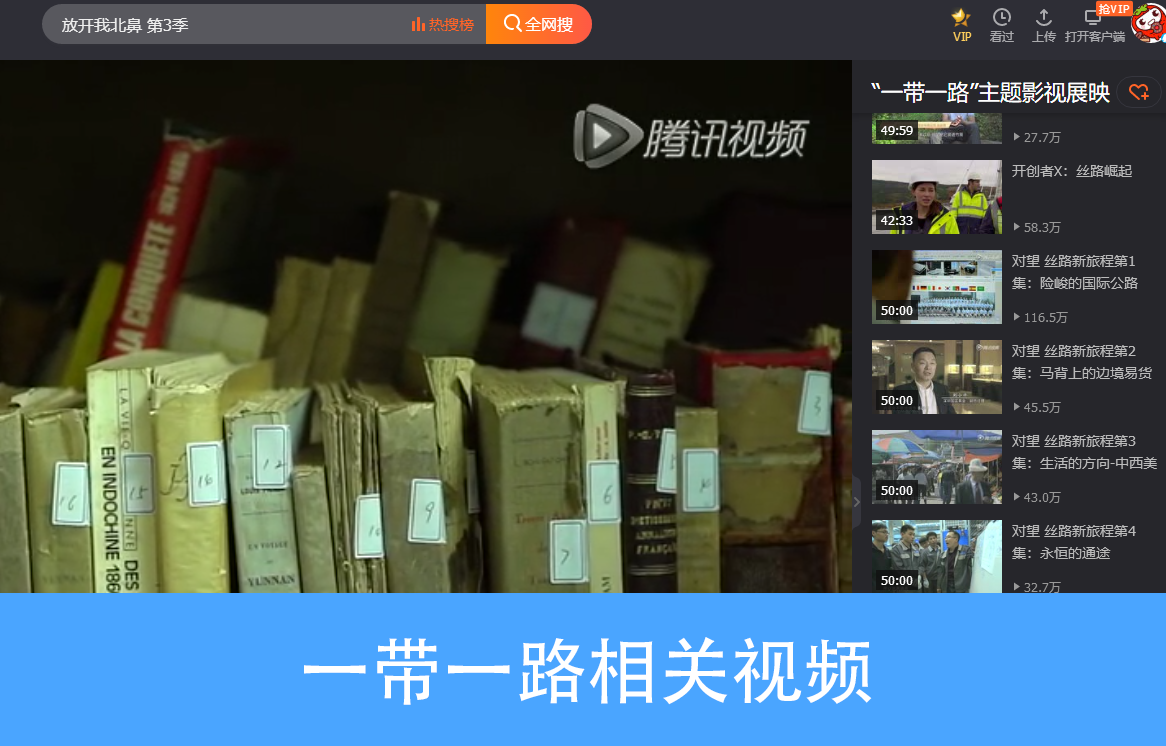 放开我北鼻 第3季
热搜榜
全网搜
VIP
看过
上传
打开客户端
抢VIP
腾讯视频
“一带一路”主题影视展映
49:59
27.7万
开创者X：丝路崛起
42:33
58.3万
对望 丝路新旅程第1
集：险峻的国际公路
50:00
116.5万
对望 丝路新旅程第2
集：马背上的边境易货
50:00
45.5万
对望 丝路新旅程第3
集：生活的方向-中西美
50:00
43.0万
对望 丝路新旅程第4
集：永恒的通途
50:00
32.7万
LA CONQUETE
EN INDOCHINE 186
DES
YUNNAN
16
15
16
12
9
7
6
3
一带一路相关视频